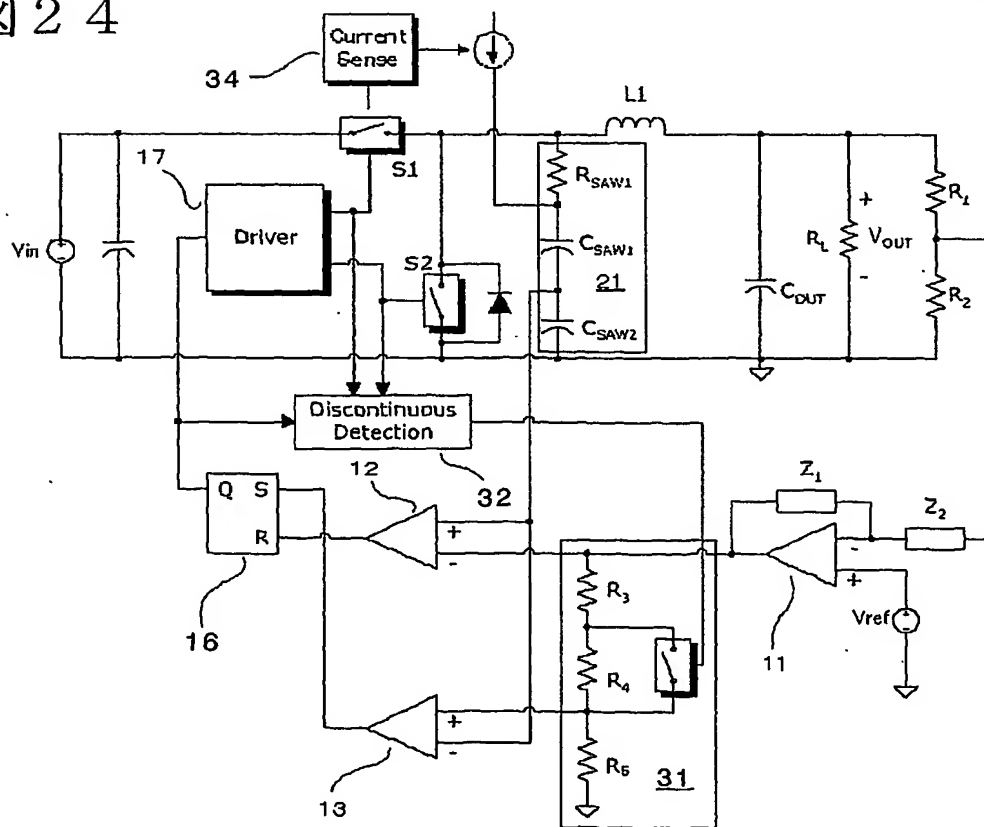 図２４
Current
Sense
34
L1
S1
17
Driver
Vin
S2
R_SAW1
C_SAW1
21
C_SAW2
R_L
+
V_OUT
-
C_OUT
R_1
R_2
Discontinuous
Detection
32
12
Q S
R
16
+
-
Z_1
Z_2
-
+
11
Vref
R_3
R_4
R_5
31
+
-
13